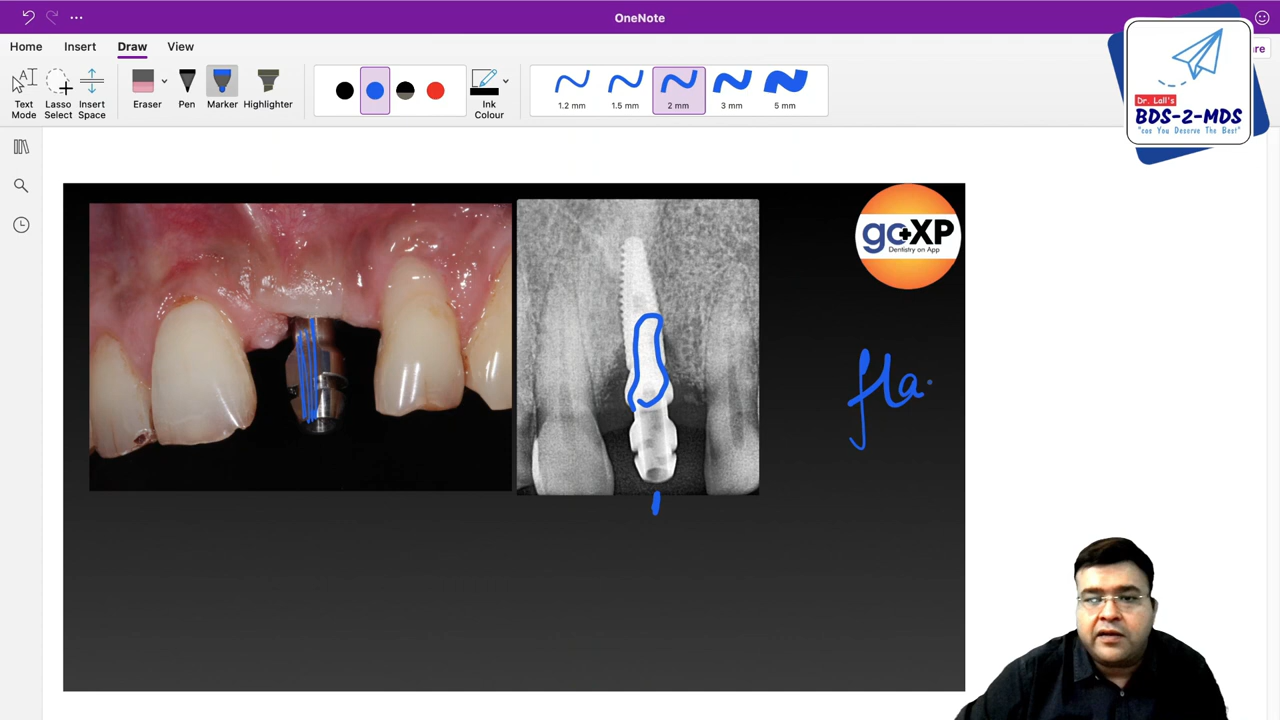 OneNote
Home Insert Draw View
Text Mode
Lasso Select
Insert Space
Eraser
Pen
Marker
Highlighter
Ink Colour
1.2 mm
1.5 mm
2 mm
3 mm
5 mm
Dr. Lall's
BDS-2-MDS
"cos You Deserve The Best"
goXP
Dentistry on App
fla